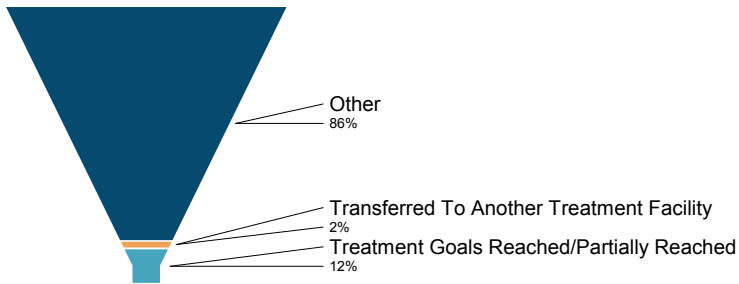 Other
86%
Transferred To Another Treatment Facility
2%
Treatment Goals Reached/Partially Reached
12%